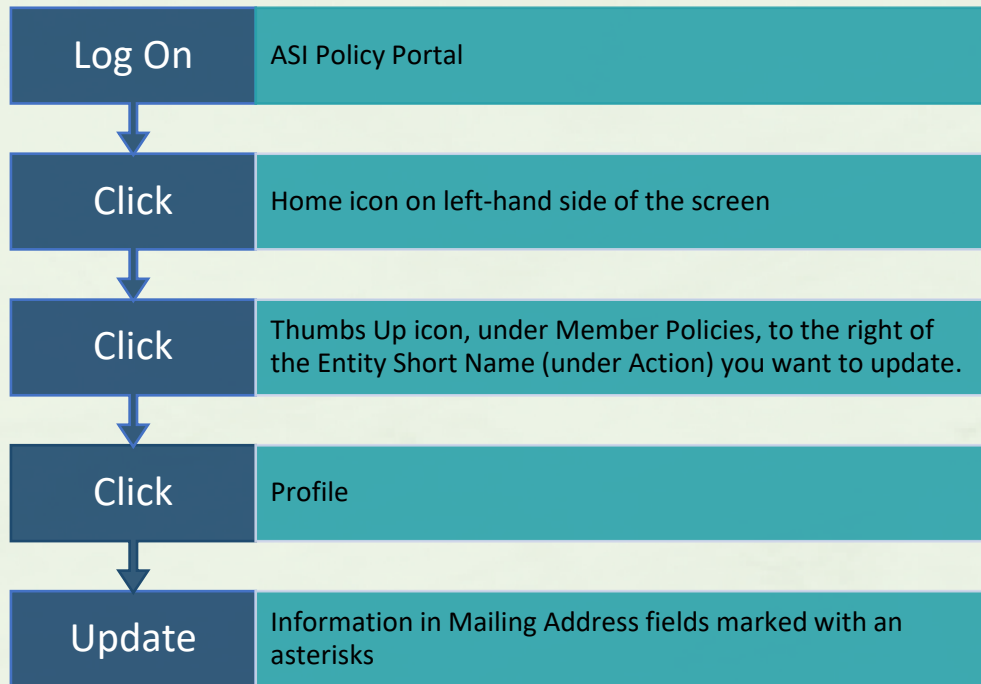 Log On
ASI Policy Portal
Click
Home icon on left-hand side of the screen
Click
Thumbs Up icon, under Member Policies, to the right of
the Entity Short Name (under Action) you want to update.
Click
Profile
Update
Information in Mailing Address fields marked with an
asterisks